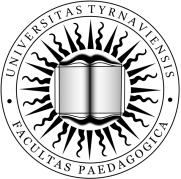 UNIVERSITAS TYRNAVIENSIS
· FACULTAS PAEDAGOGICA ·